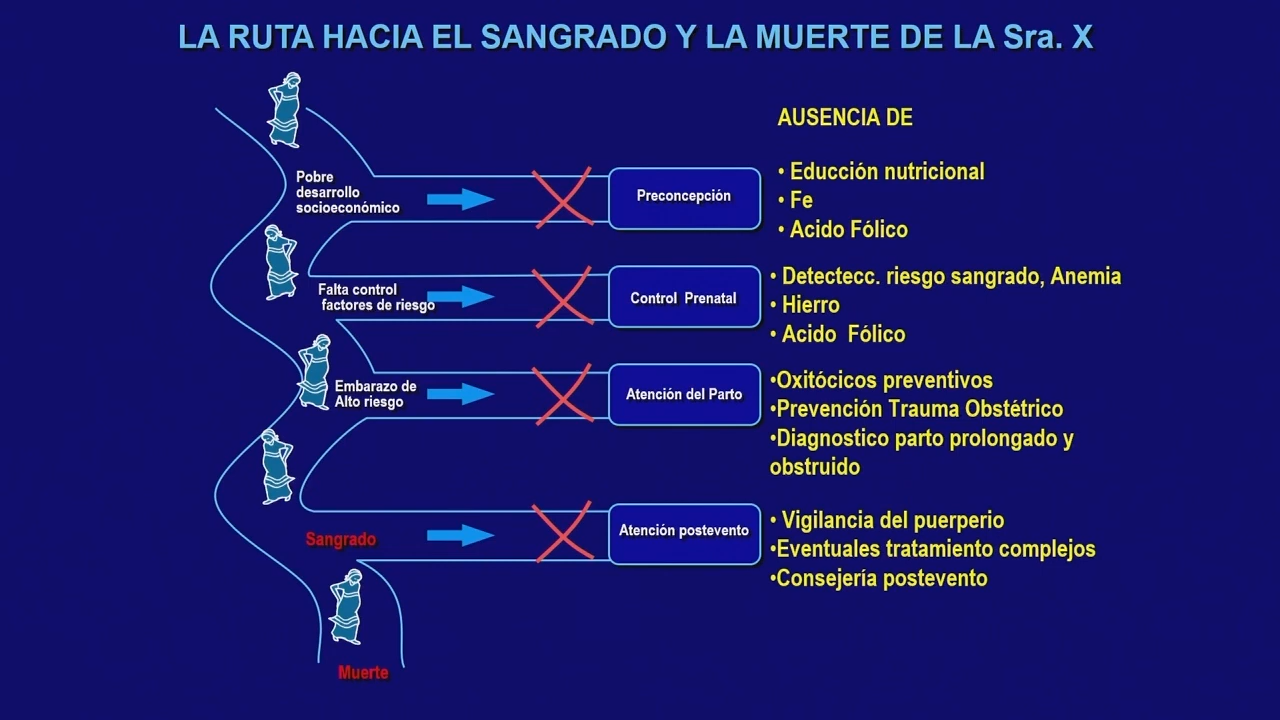 LA RUTA HACIA EL SANGRADO Y LA MUERTE DE LA Sra. X
AUSENCIA DE
Pobre
desarrollo
socioeconómico
Preconcepción
• Educción nutricional
• Fe
• Acido Fólico
Falta control
factores de riesgo
Control Prenatal
• Detectecc. riesgo sangrado, Anemia
• Hierro
• Acido Fólico
Embarazo de
Alto riesgo
Atención del Parto
•Oxitócicos preventivos
•Prevención Trauma Obstétrico
•Diagnostico parto prolongado y
obstruido
Sangrado
Atención postevento
• Vigilancia del puerperio
•Eventuales tratamiento complejos
•Consejería postevento
Muerte